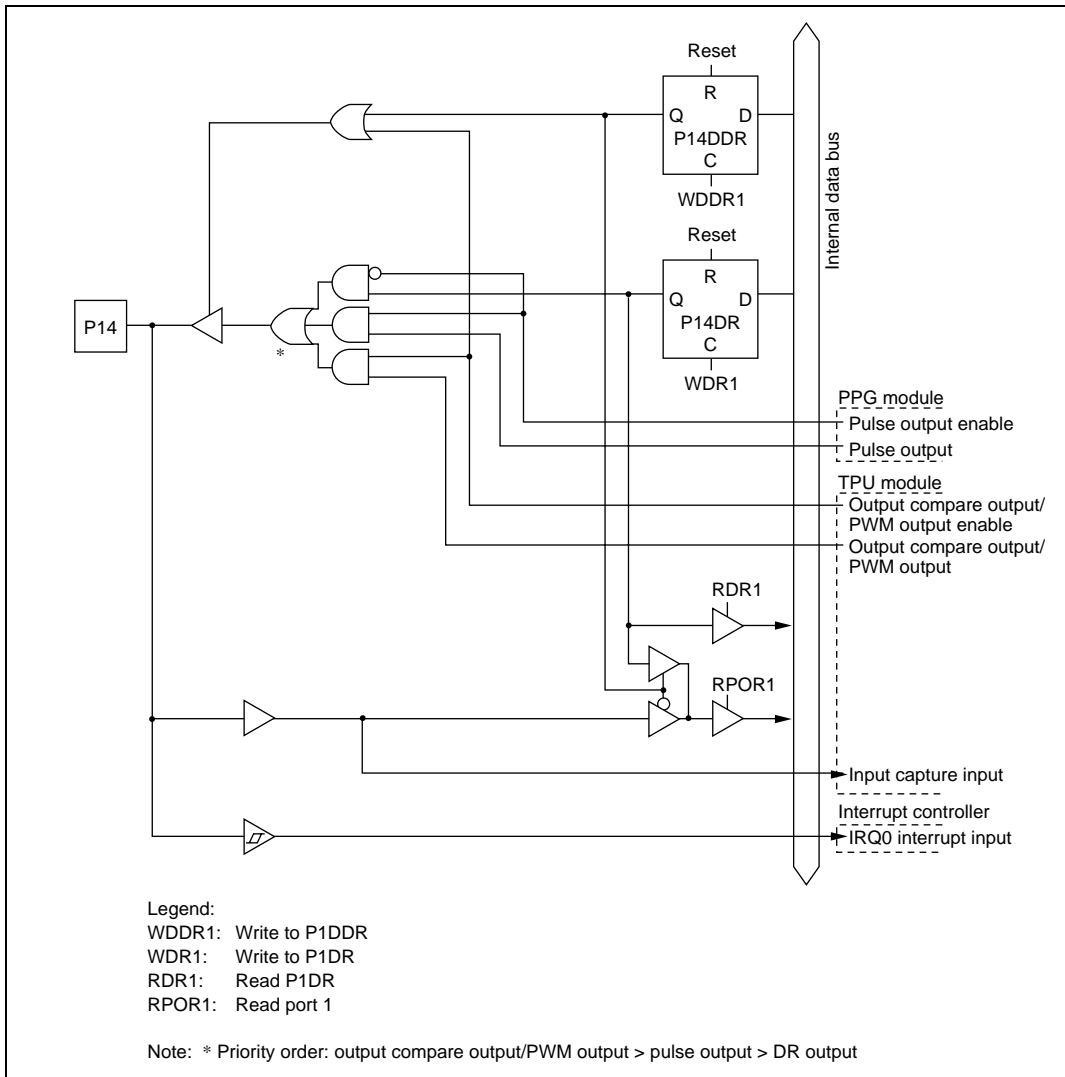 Reset
R
Q D
P14DDR
C
WDDR1
Reset
R
Q D
P14DR
C
WDR1
Internal data bus
P14
*
PPG module
Pulse output enable
Pulse output
TPU module
Output compare output/
PWM output enable
Output compare output/
PWM output
RDR1
RPOR1
Input capture input
Interrupt controller
IRQ0 interrupt input
Legend:
WDDR1: Write to P1DDR
WDR1: Write to P1DR
RDR1: Read P1DR
RPOR1: Read port 1
Note: * Priority order: output compare output/PWM output > pulse output > DR output